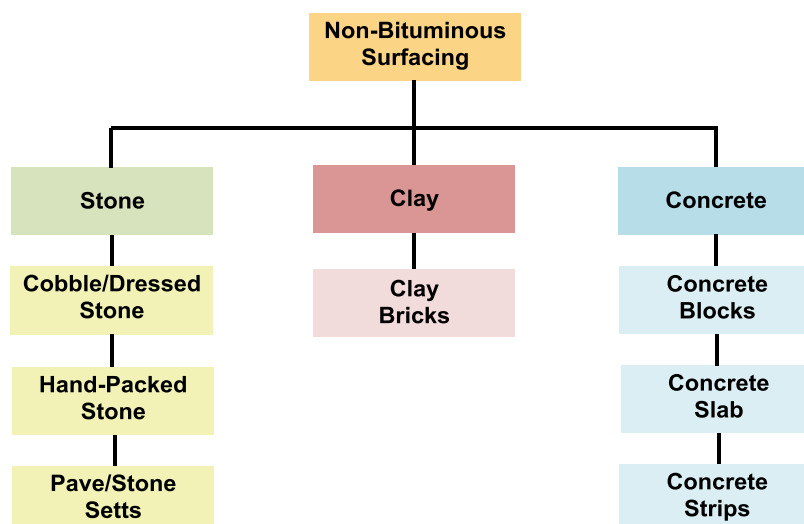 Non-Bituminous
Surfacing
Stone
Clay
Concrete
Cobble/Dressed
Stone
Clay
Bricks
Concrete
Blocks
Hand-Packed
Stone
Concrete
Slab
Pave/Stone
Setts
Concrete
Strips